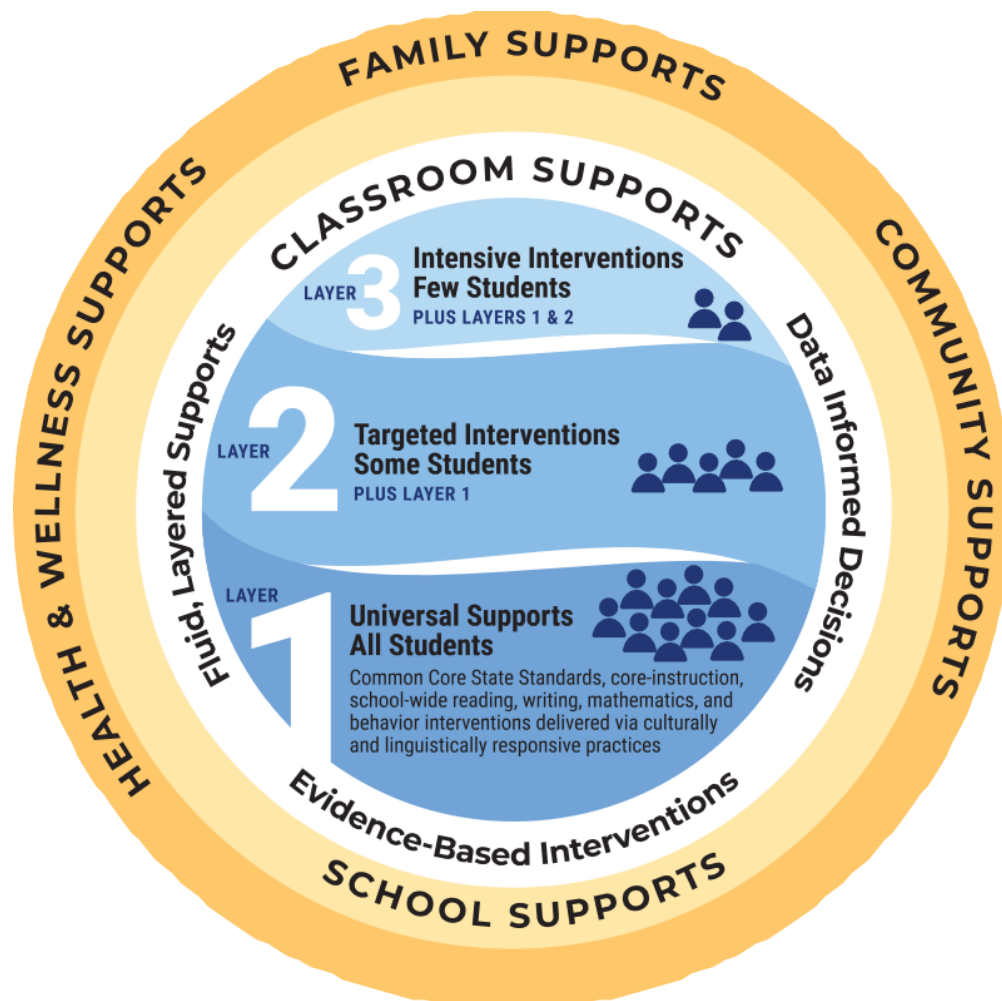 FAMILY SUPPORTS
HEALTH & WELLNESS SUPPORTS
COMMUNITY SUPPORTS
CLASSROOM SUPPORTS
Fluid, Layered Supports
Data Informed Decisions
LAYER 3
Intensive Interventions
Few Students
PLUS LAYERS 1 & 2
LAYER 2
Targeted Interventions
Some Students
PLUS LAYER 1
LAYER 1
Universal Supports
All Students
Common Core State Standards, core-instruction,
school-wide reading, writing, mathematics, and
behavior interventions delivered via culturally
and linguistically responsive practices
Evidence-Based Interventions
SCHOOL SUPPORTS